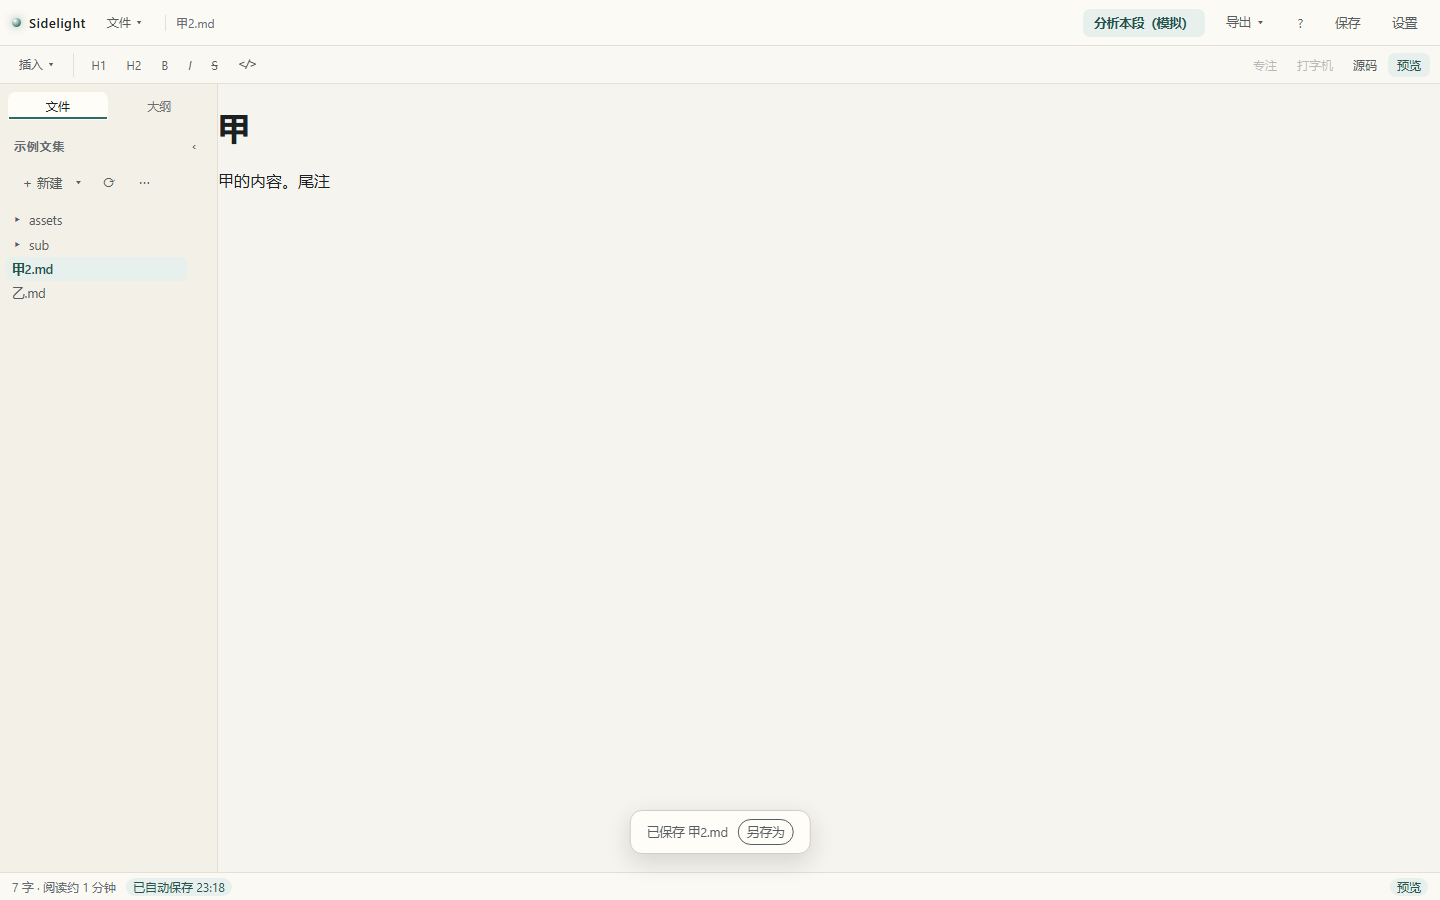 Sidelight 文件 甲2.md 分析本段（模拟） 导出 ? 保存 设置
插入 H1 H2 B I S </> 专注 打字机 源码 预览
文件 大纲
示例文集
+ 新建 ···
assets
sub
甲2.md
乙.md
甲
甲的内容。尾注
已保存 甲2.md 另存为
7 字 · 阅读约 1 分钟 已自动保存 23:18 预览